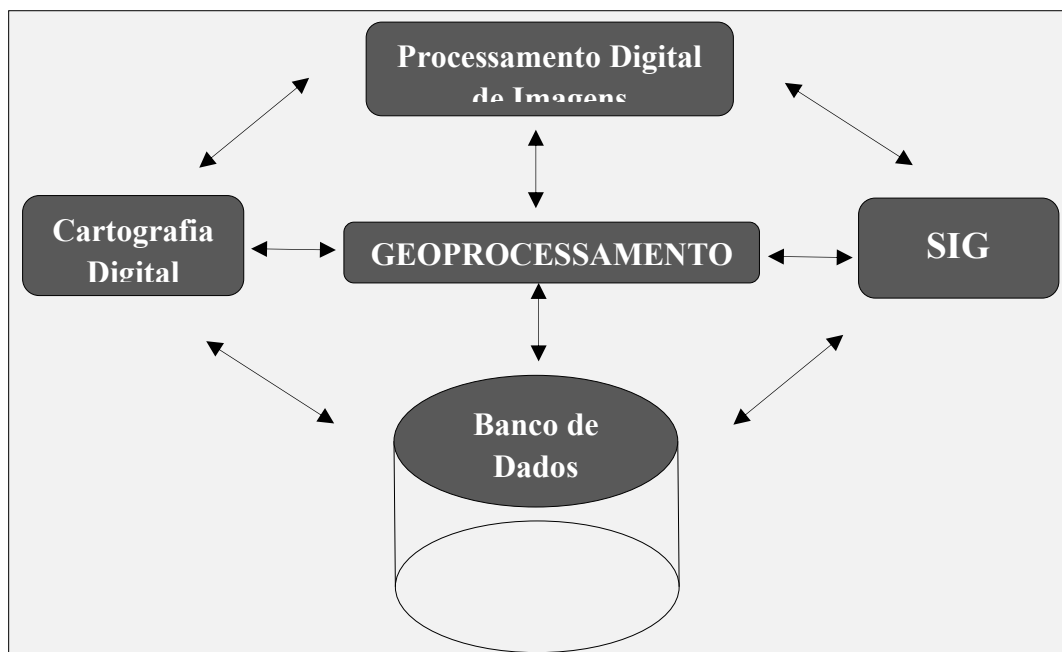 Processamento Digital
de Imagens
Cartografia
Digital
GEOPROCESSAMENTO
SIG
Banco de
Dados